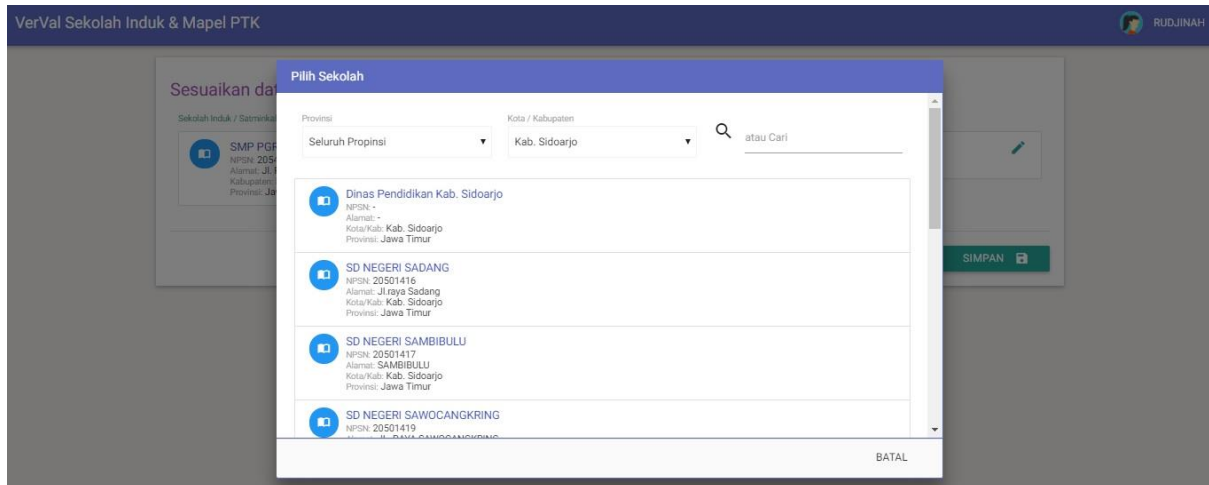 VerVal Sekolah Induk & Mapel PTK
RUDJINAH
Sesuaikan dat
Sekolah Induk / Satminkal
SMP PGR
NPSN: 2054
Alamat: Jl.
Kabupaten:
Provinsi: Ja
SIMPAN
Pilih Sekolah
Provinsi
Kota / Kabupaten
Seluruh Propinsi
Kab. Sidoarjo
atau Cari
Dinas Pendidikan Kab. Sidoarjo
NPSN: -
Alamat: -
Kota/Kab: Kab. Sidoarjo
Provinsi: Jawa Timur
SD NEGERI SADANG
NPSN: 20501416
Alamat: Jl.raya Sadang
Kota/Kab: Kab. Sidoarjo
Provinsi: Jawa Timur
SD NEGERI SAMBIBULU
NPSN: 20501417
Alamat: SAMBIBULU
Kota/Kab: Kab. Sidoarjo
Provinsi: Jawa Timur
SD NEGERI SAWOCANGKRING
NPSN: 20501419
BATAL